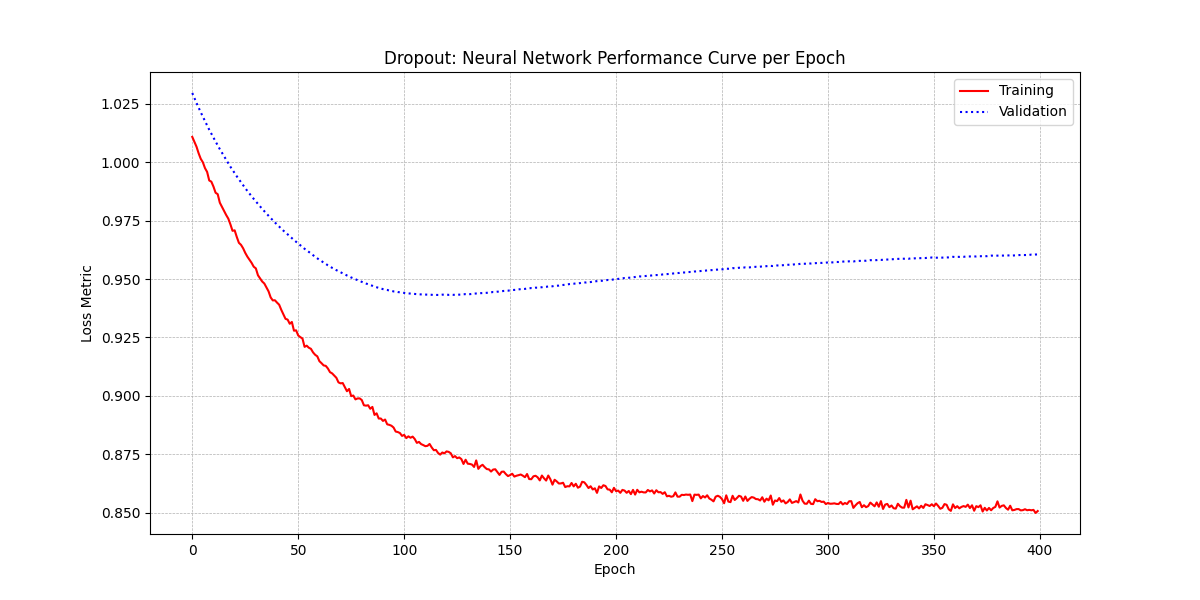 Dropout: Neural Network Performance Curve per Epoch
Training
Validation
Loss Metric
1.025
1.000
0.975
0.950
0.925
0.900
0.875
0.850
0 50 100 150 200 250 300 350 400
Epoch